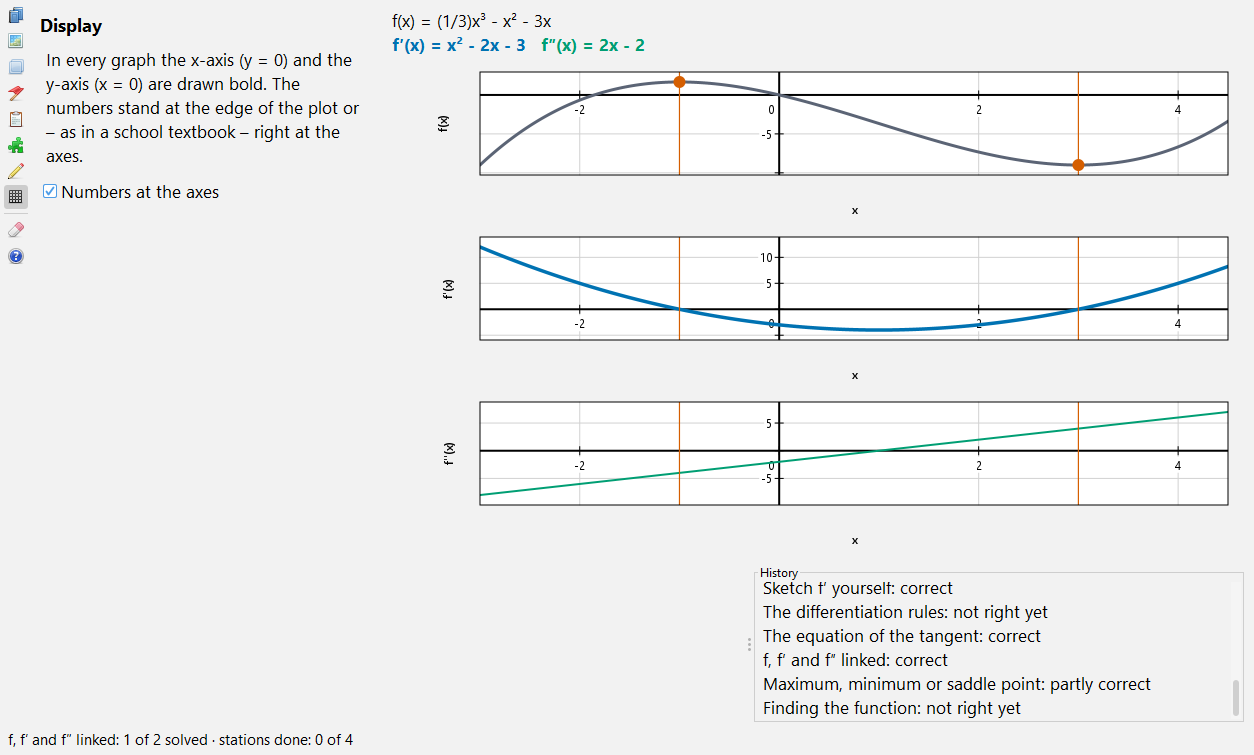 Display
In every graph the x-axis (y = 0) and the
y-axis (x = 0) are drawn bold. The
numbers stand at the edge of the plot or
– as in a school textbook – right at the
axes.
Numbers at the axes
f(x) = (1/3)x³ - x² - 3x
f′(x) = x² - 2x - 3 f″(x) = 2x - 2
f(x)
-2 0 2 4
-5
x
f′(x)
10
5
-2 0 2 4
x
f″(x)
5
-2 0 2 4
-5
x
History
Sketch f′ yourself: correct
The differentiation rules: not right yet
The equation of the tangent: correct
f, f′ and f″ linked: correct
Maximum, minimum or saddle point: partly correct
Finding the function: not right yet
f, f′ and f″ linked: 1 of 2 solved · stations done: 0 of 4